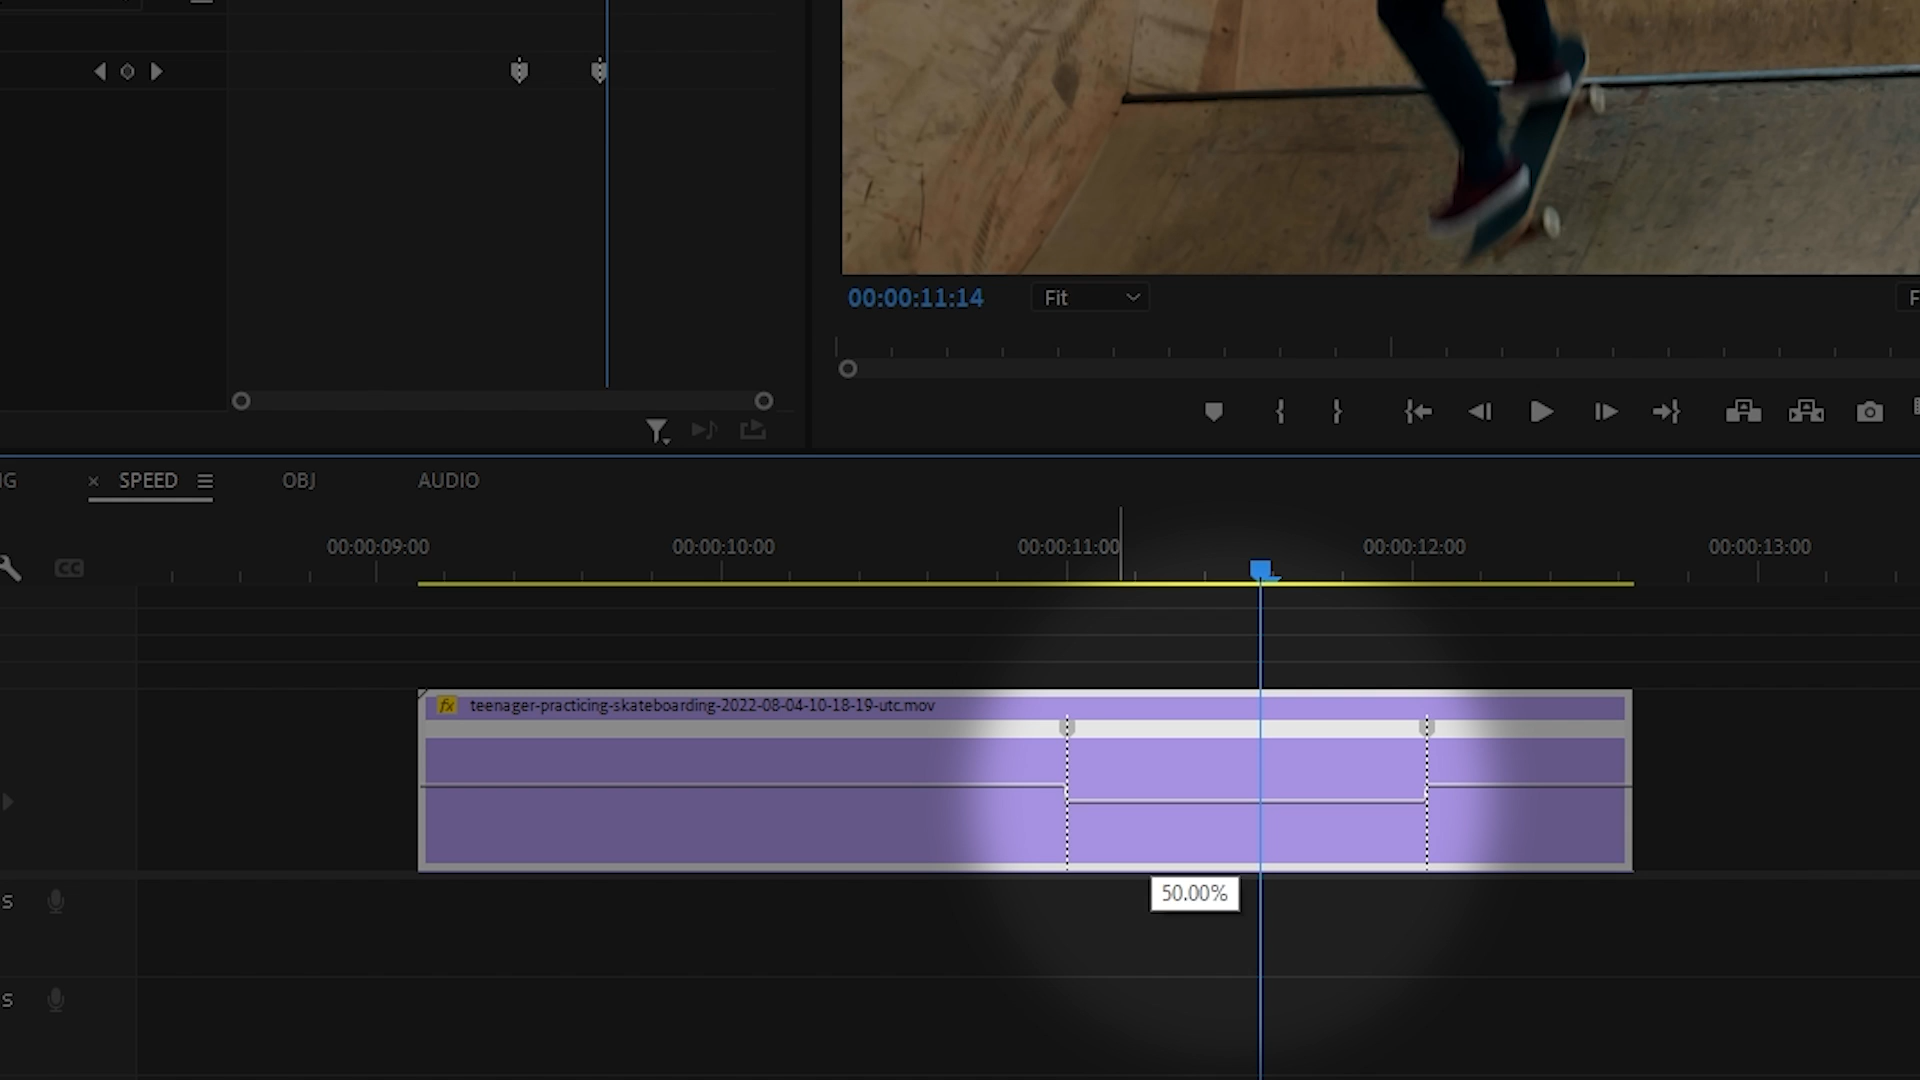 00:00:11:14
Fit
F
G
× SPEED
OBJ
AUDIO
00:00:09:00
00:00:10:00
00:00:11:00
00:00:12:00
00:00:13:00
CC
fx teenager-practicing-skateboarding-2022-08-04-10-18-19-utc.mov
50.00%
S
S